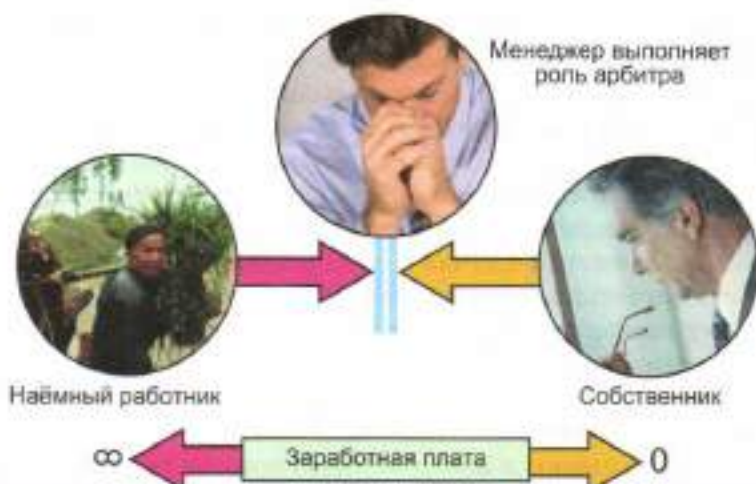 Менеджер выполняет
роль арбитра
Наёмный работник
Собственник
∞
Заработная плата
0